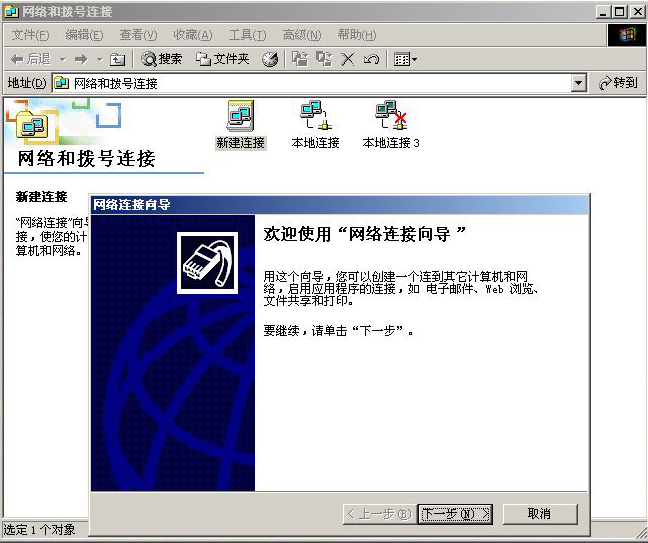 网络和拨号连接
文件(F) 编辑(E) 查看(V) 收藏(A) 工具(T) 高级(N) 帮助(H)
后退 搜索 文件夹
地址(D) 网络和拨号连接 转到
新建连接 本地连接 本地连接 3
网络和拨号连接
新建连接
“网络连接”向
接，使您的计
算机和网络。
网络连接向导
欢迎使用“网络连接向导 ”
用这个向导，您可以创建一个连到其它计算机和网
络，启用应用程序的连接，如 电子邮件、Web 浏览、
文件共享和打印。
要继续，请单击“下一步”。
< 上一步(B) 下一步(N) > 取消
选定 1 个对象